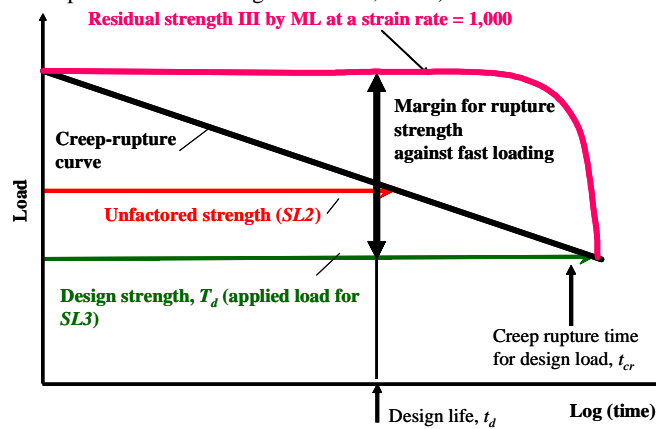 Residual strength III by ML at a strain rate = 1,000
Margin for rupture
strength
against fast loading
Creep-rupture
curve
Load
Unfactored strength (SL2)
Design strength, Td (applied load for
SL3)
Creep rupture time
for design load, tcr
Log (time)
Design life, td